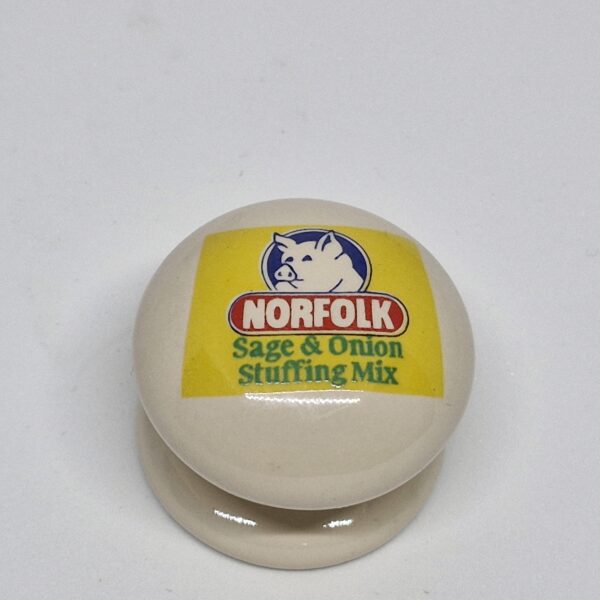 NORFOLK
Sage & Onion
Stuffing Mix